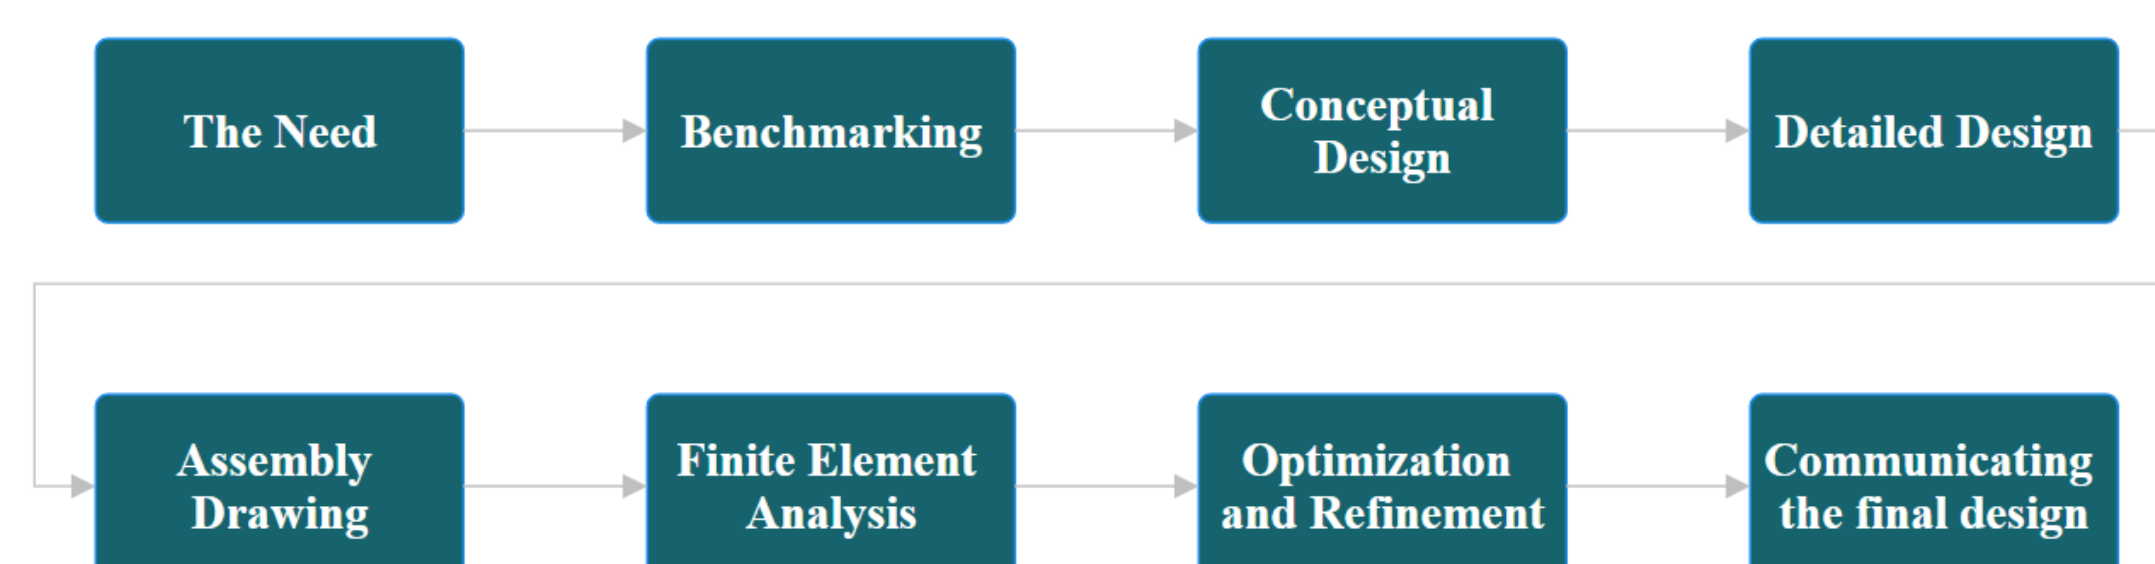 The Need
Benchmarking
Conceptual
Design
Detailed Design
Assembly
Drawing
Finite Element
Analysis
Optimization
and Refinement
Communicating
the final design